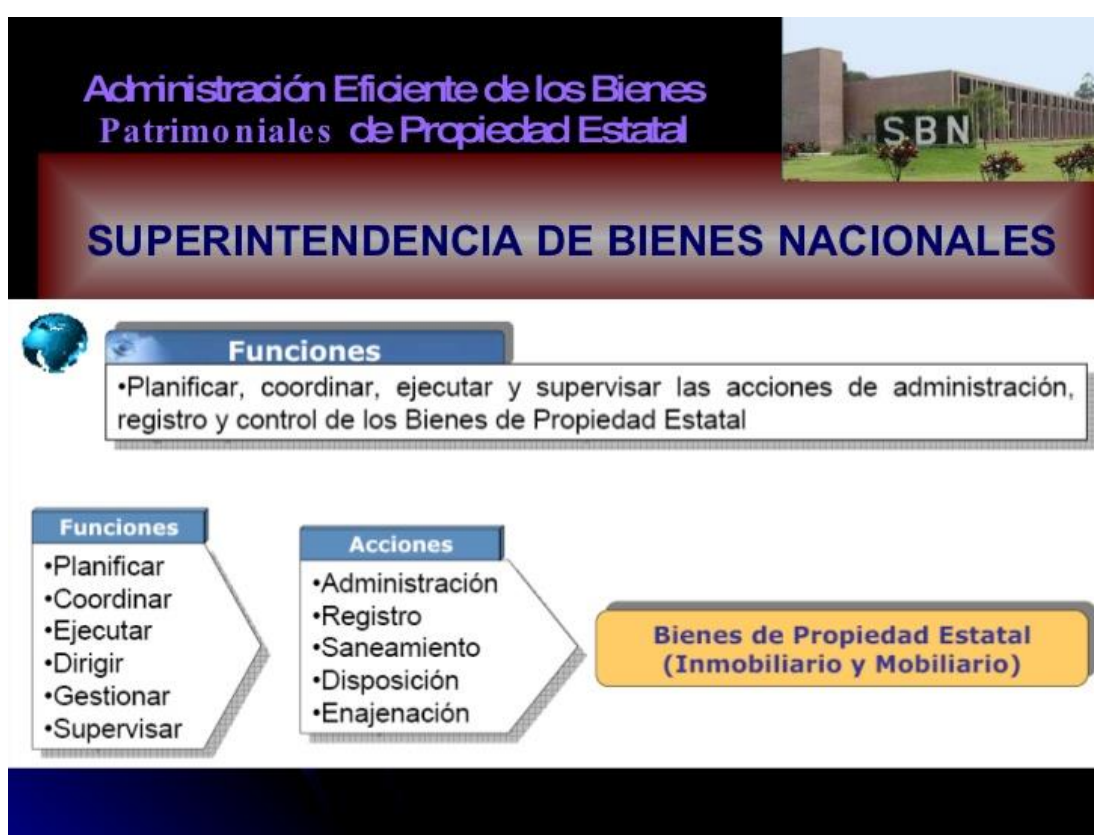 Administración Eficiente de los Bienes
Patrimoniales de Propiedad Estatal
S.B N
SUPERINTENDENCIA DE BIENES NACIONALES
Funciones
•Planificar, coordinar, ejecutar y supervisar las acciones de administración,
registro y control de los Bienes de Propiedad Estatal
Funciones
•Planificar
•Coordinar
•Ejecutar
•Dirigir
•Gestionar
•Supervisar
Acciones
•Administración
•Registro
•Saneamiento
•Disposición
•Enajenación
Bienes de Propiedad Estatal
(Inmobiliario y Mobiliario)